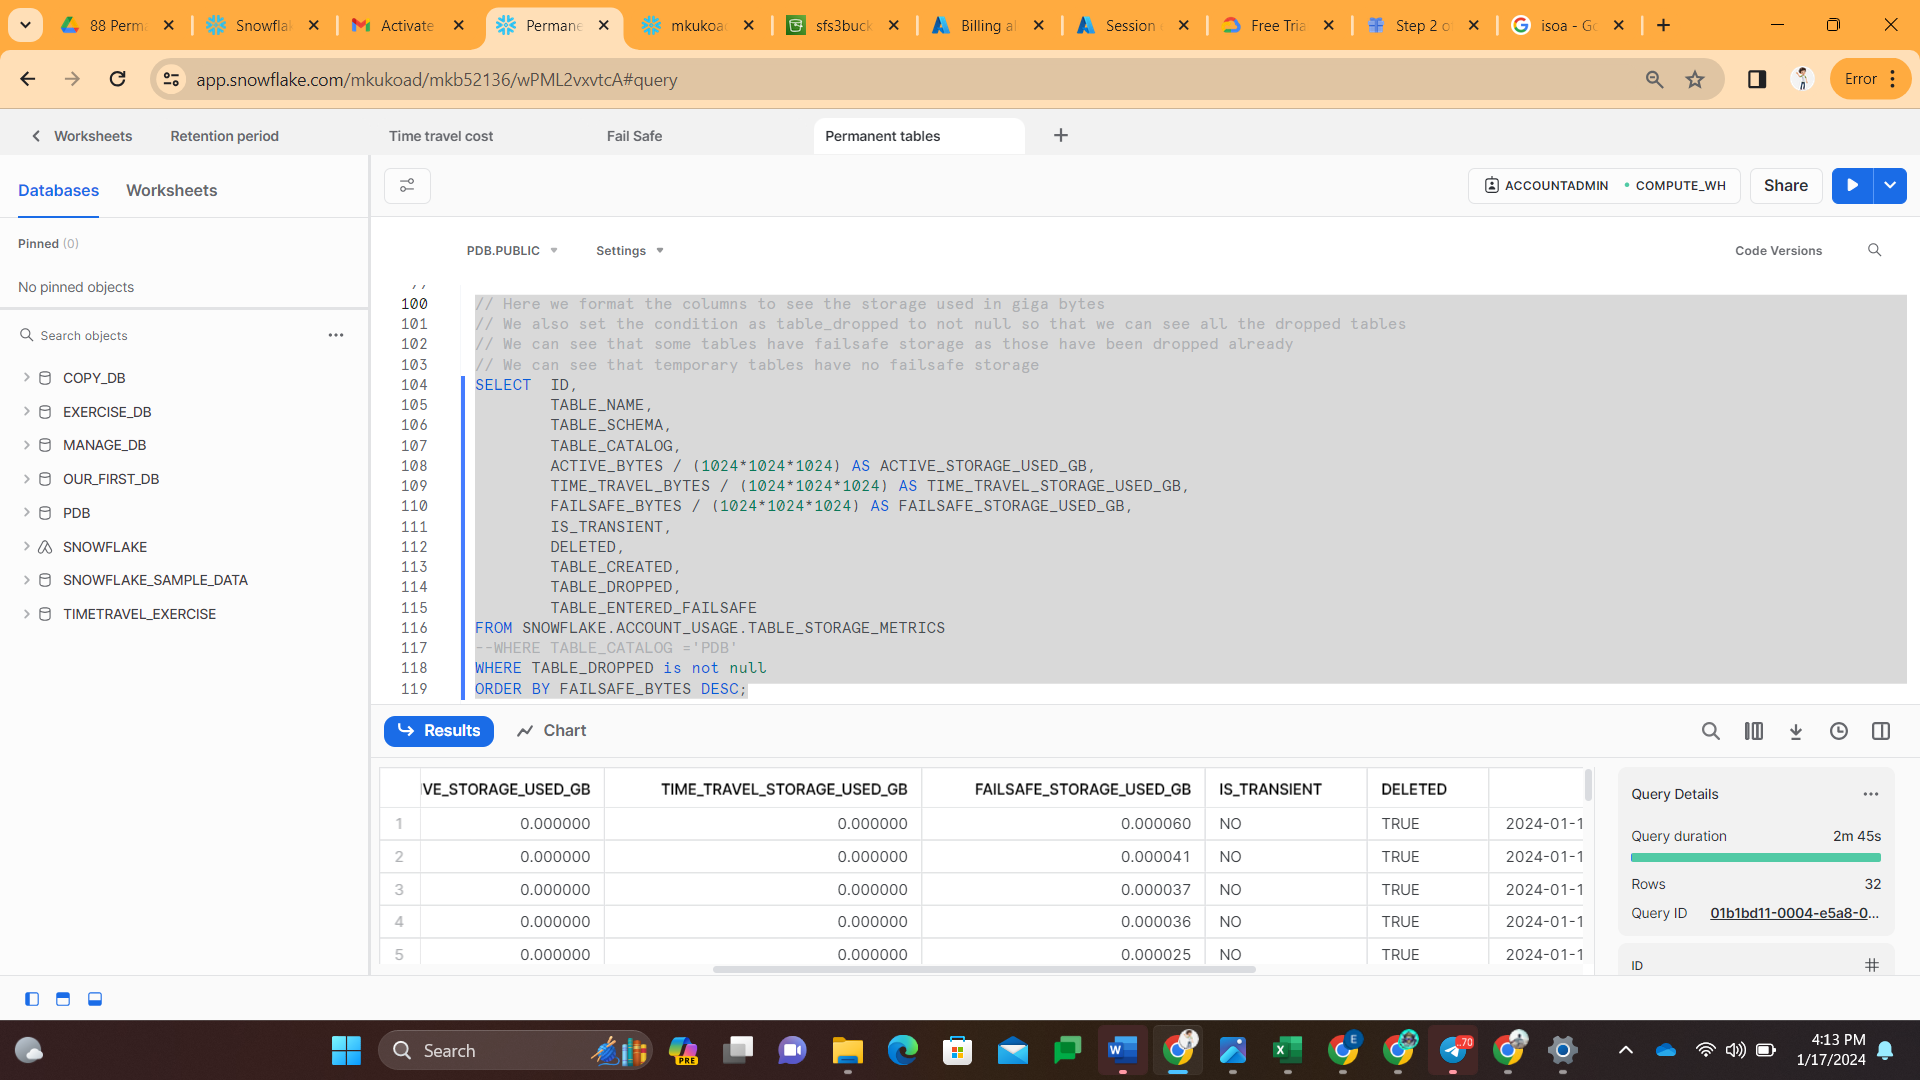 88 Perma
Snowflak
Activate
Permane
mkukoad
sfs3buck
Billing al
Session
Free Tria
Step 2 o
isoa - Go
app.snowflake.com/mkukoad/mkb52136/wPML2vxvtcA#query
Error
Worksheets
Retention period
Time travel cost
Fail Safe
Permanent tables
Databases
Worksheets
ACCOUNTADMIN
COMPUTE_WH
Share
Pinned (0)
No pinned objects
PDB.PUBLIC
Settings
Code Versions
Search objects
COPY_DB
EXERCISE_DB
MANAGE_DB
OUR_FIRST_DB
PDB
SNOWFLAKE
SNOWFLAKE_SAMPLE_DATA
TIMETRAVEL_EXERCISE
100 // Here we format the columns to see the storage used in giga bytes
101 // We also set the condition as table_dropped to not null so that we can see all the dropped tables
102 // We can see that some tables have failsafe storage as those have been dropped already
103 // We can see that temporary tables have no failsafe storage
104 SELECT ID,
105 TABLE_NAME,
106 TABLE_SCHEMA,
107 TABLE_CATALOG,
108 ACTIVE_BYTES / (1024*1024*1024) AS ACTIVE_STORAGE_USED_GB,
109 TIME_TRAVEL_BYTES / (1024*1024*1024) AS TIME_TRAVEL_STORAGE_USED_GB,
110 FAILSAFE_BYTES / (1024*1024*1024) AS FAILSAFE_STORAGE_USED_GB,
111 IS_TRANSIENT,
112 DELETED,
113 TABLE_CREATED,
114 TABLE_DROPPED,
115 TABLE_ENTERED_FAILSAFE
116 FROM SNOWFLAKE.ACCOUNT_USAGE.TABLE_STORAGE_METRICS
117 --WHERE TABLE_CATALOG ='PDB'
118 WHERE TABLE_DROPPED is not null
119 ORDER BY FAILSAFE_BYTES DESC;
Results
Chart
VE_STORAGE_USED_GB TIME_TRAVEL_STORAGE_USED_GB FAILSAFE_STORAGE_USED_GB IS_TRANSIENT DELETED
1 0.000000 0.000000 0.000060 NO TRUE 2024-01-1
2 0.000000 0.000000 0.000041 NO TRUE 2024-01-1
3 0.000000 0.000000 0.000037 NO TRUE 2024-01-1
4 0.000000 0.000000 0.000036 NO TRUE 2024-01-1
5 0.000000 0.000000 0.000025 NO TRUE 2024-01-1
Query Details
Query duration 2m 45s
Rows 32
Query ID 01b1bd11-0004-e5a8-0...
ID
Search
PRE
E
70
4:13 PM
1/17/2024